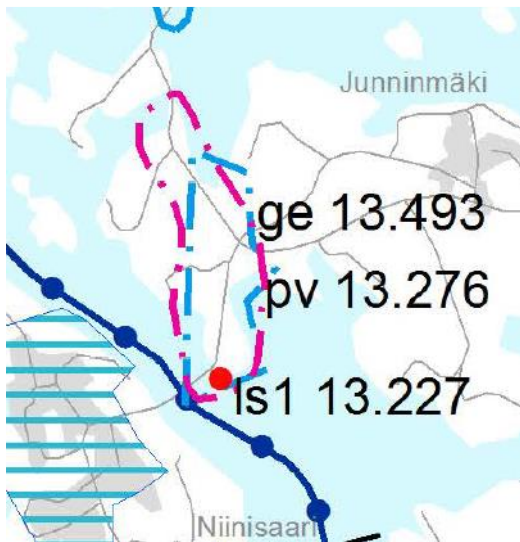 Junninmäki
ge 13.493
pv 13.276
ls1 13.227
Niinisaari